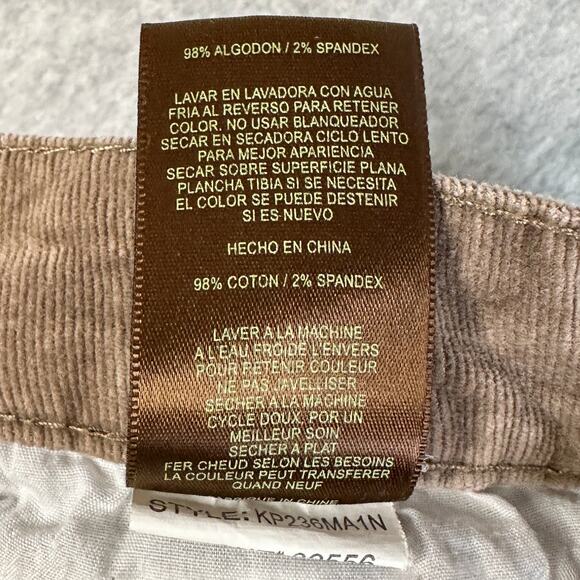 98% ALGODON / 2% SPANDEX
LAVAR EN LAVADORA CON AGUA
FRIA AL REVERSO PARA RETENER
COLOR. NO USAR BLANQUEADOR
SECAR EN SECADORA CICLO LENTO
PARA MEJOR APARIENCIA
SECAR SOBRE SUPERFICIE PLANA
PLANCHA TIBIA SI SE NECESITA
EL COLOR SE PUEDE DESTENIR
SI ES NUEVO
HECHO EN CHINA
98% COTON / 2% SPANDEX
LAVER A LA MACHINE
A L'EAU FROIDE L'ENVERS
POUR RETENIR COULEUR
NE PAS JAVELLISER
SECHER A LA MACHINE
CYCLE DOUX, POR UN
MEILLEUR SOIN
SECHER A PLAT
FER CHEUD SELON LES BESOINS
LA COULEUR PEUT TRANSFERER
QUAND NEUF
EN CHINE
STYLE: KP236MA1N